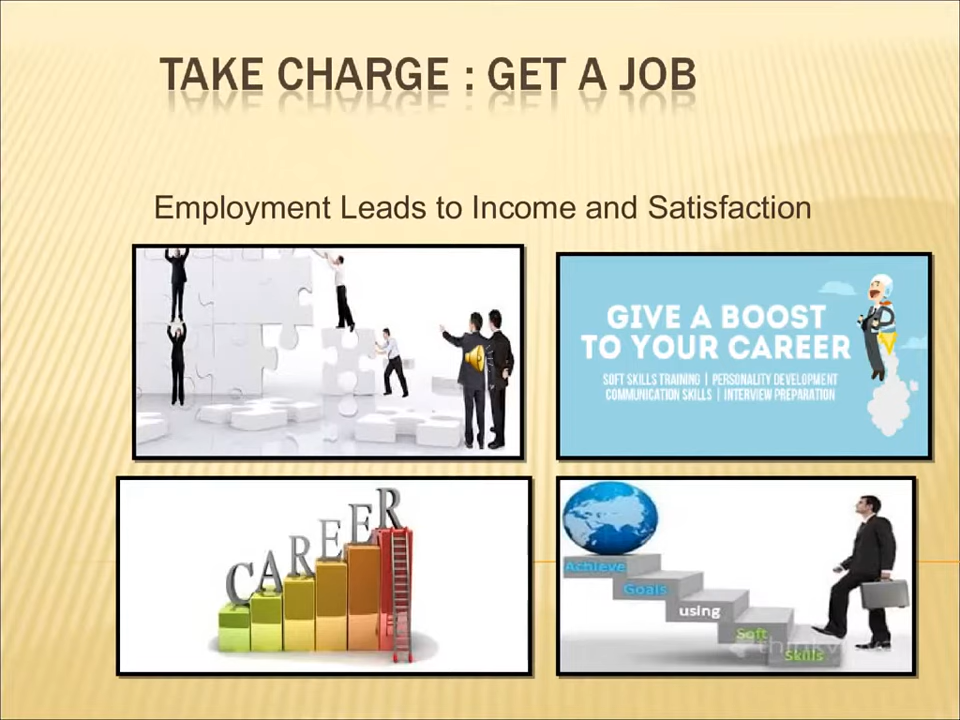 TAKE CHARGE : GET A JOB
Employment Leads to Income and Satisfaction
GIVE A BOOST
TO YOUR CAREER
SOFT SKILLS TRAINING | PERSONALITY DEVELOPMENT
COMMUNICATION SKILLS | INTERVIEW PREPARATION
CAREER
Achieve
Goals
using
Soft
Skills